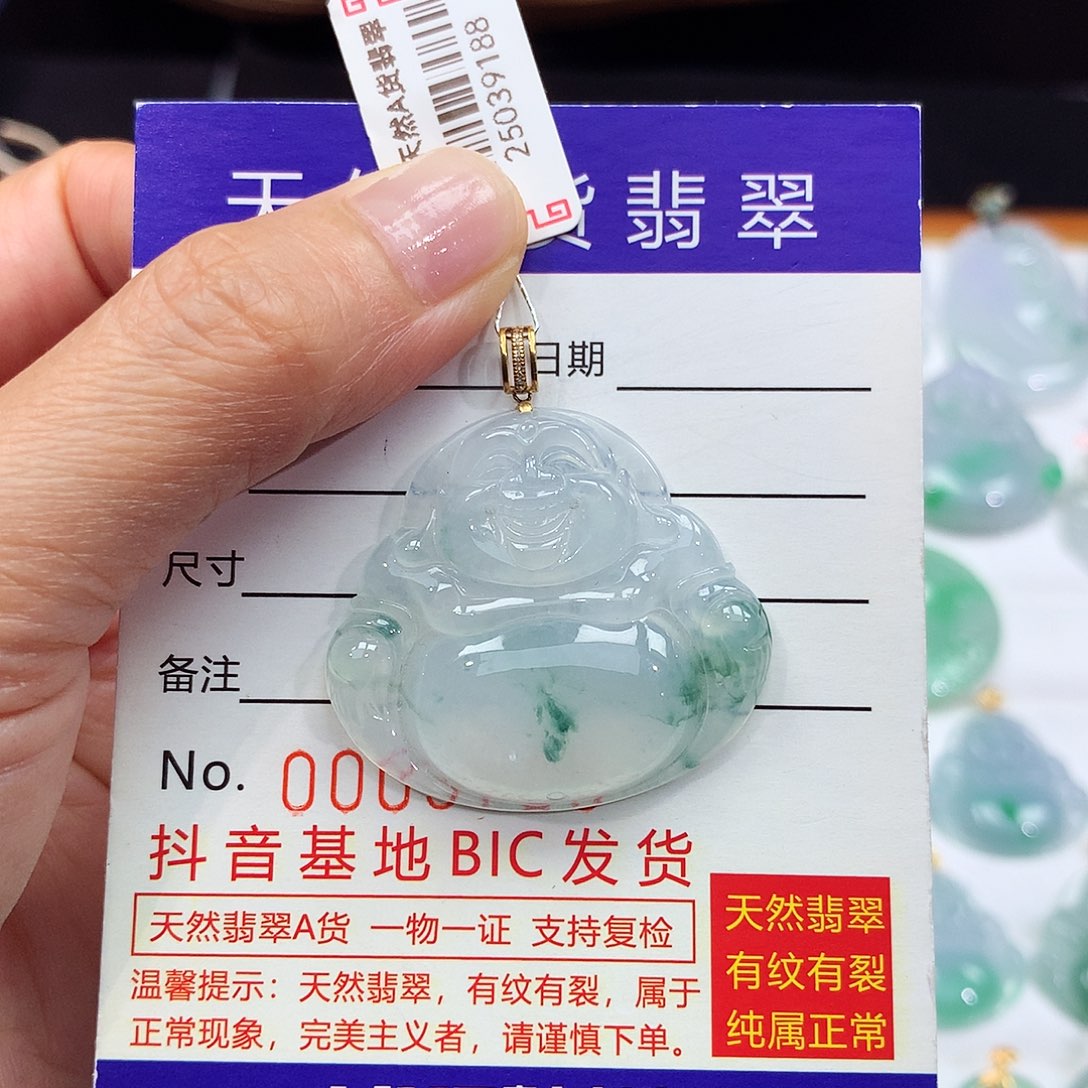 天然A货翡翠
25039188
天 货翡翠
日期
尺寸
备注
No. 000
抖音基地BIC发货
天然翡翠A货 一物一证 支持复检
天然翡翠
有纹有裂
纯属正常
温馨提示：天然翡翠，有纹有裂，属于
正常现象，完美主义者，请谨慎下单。